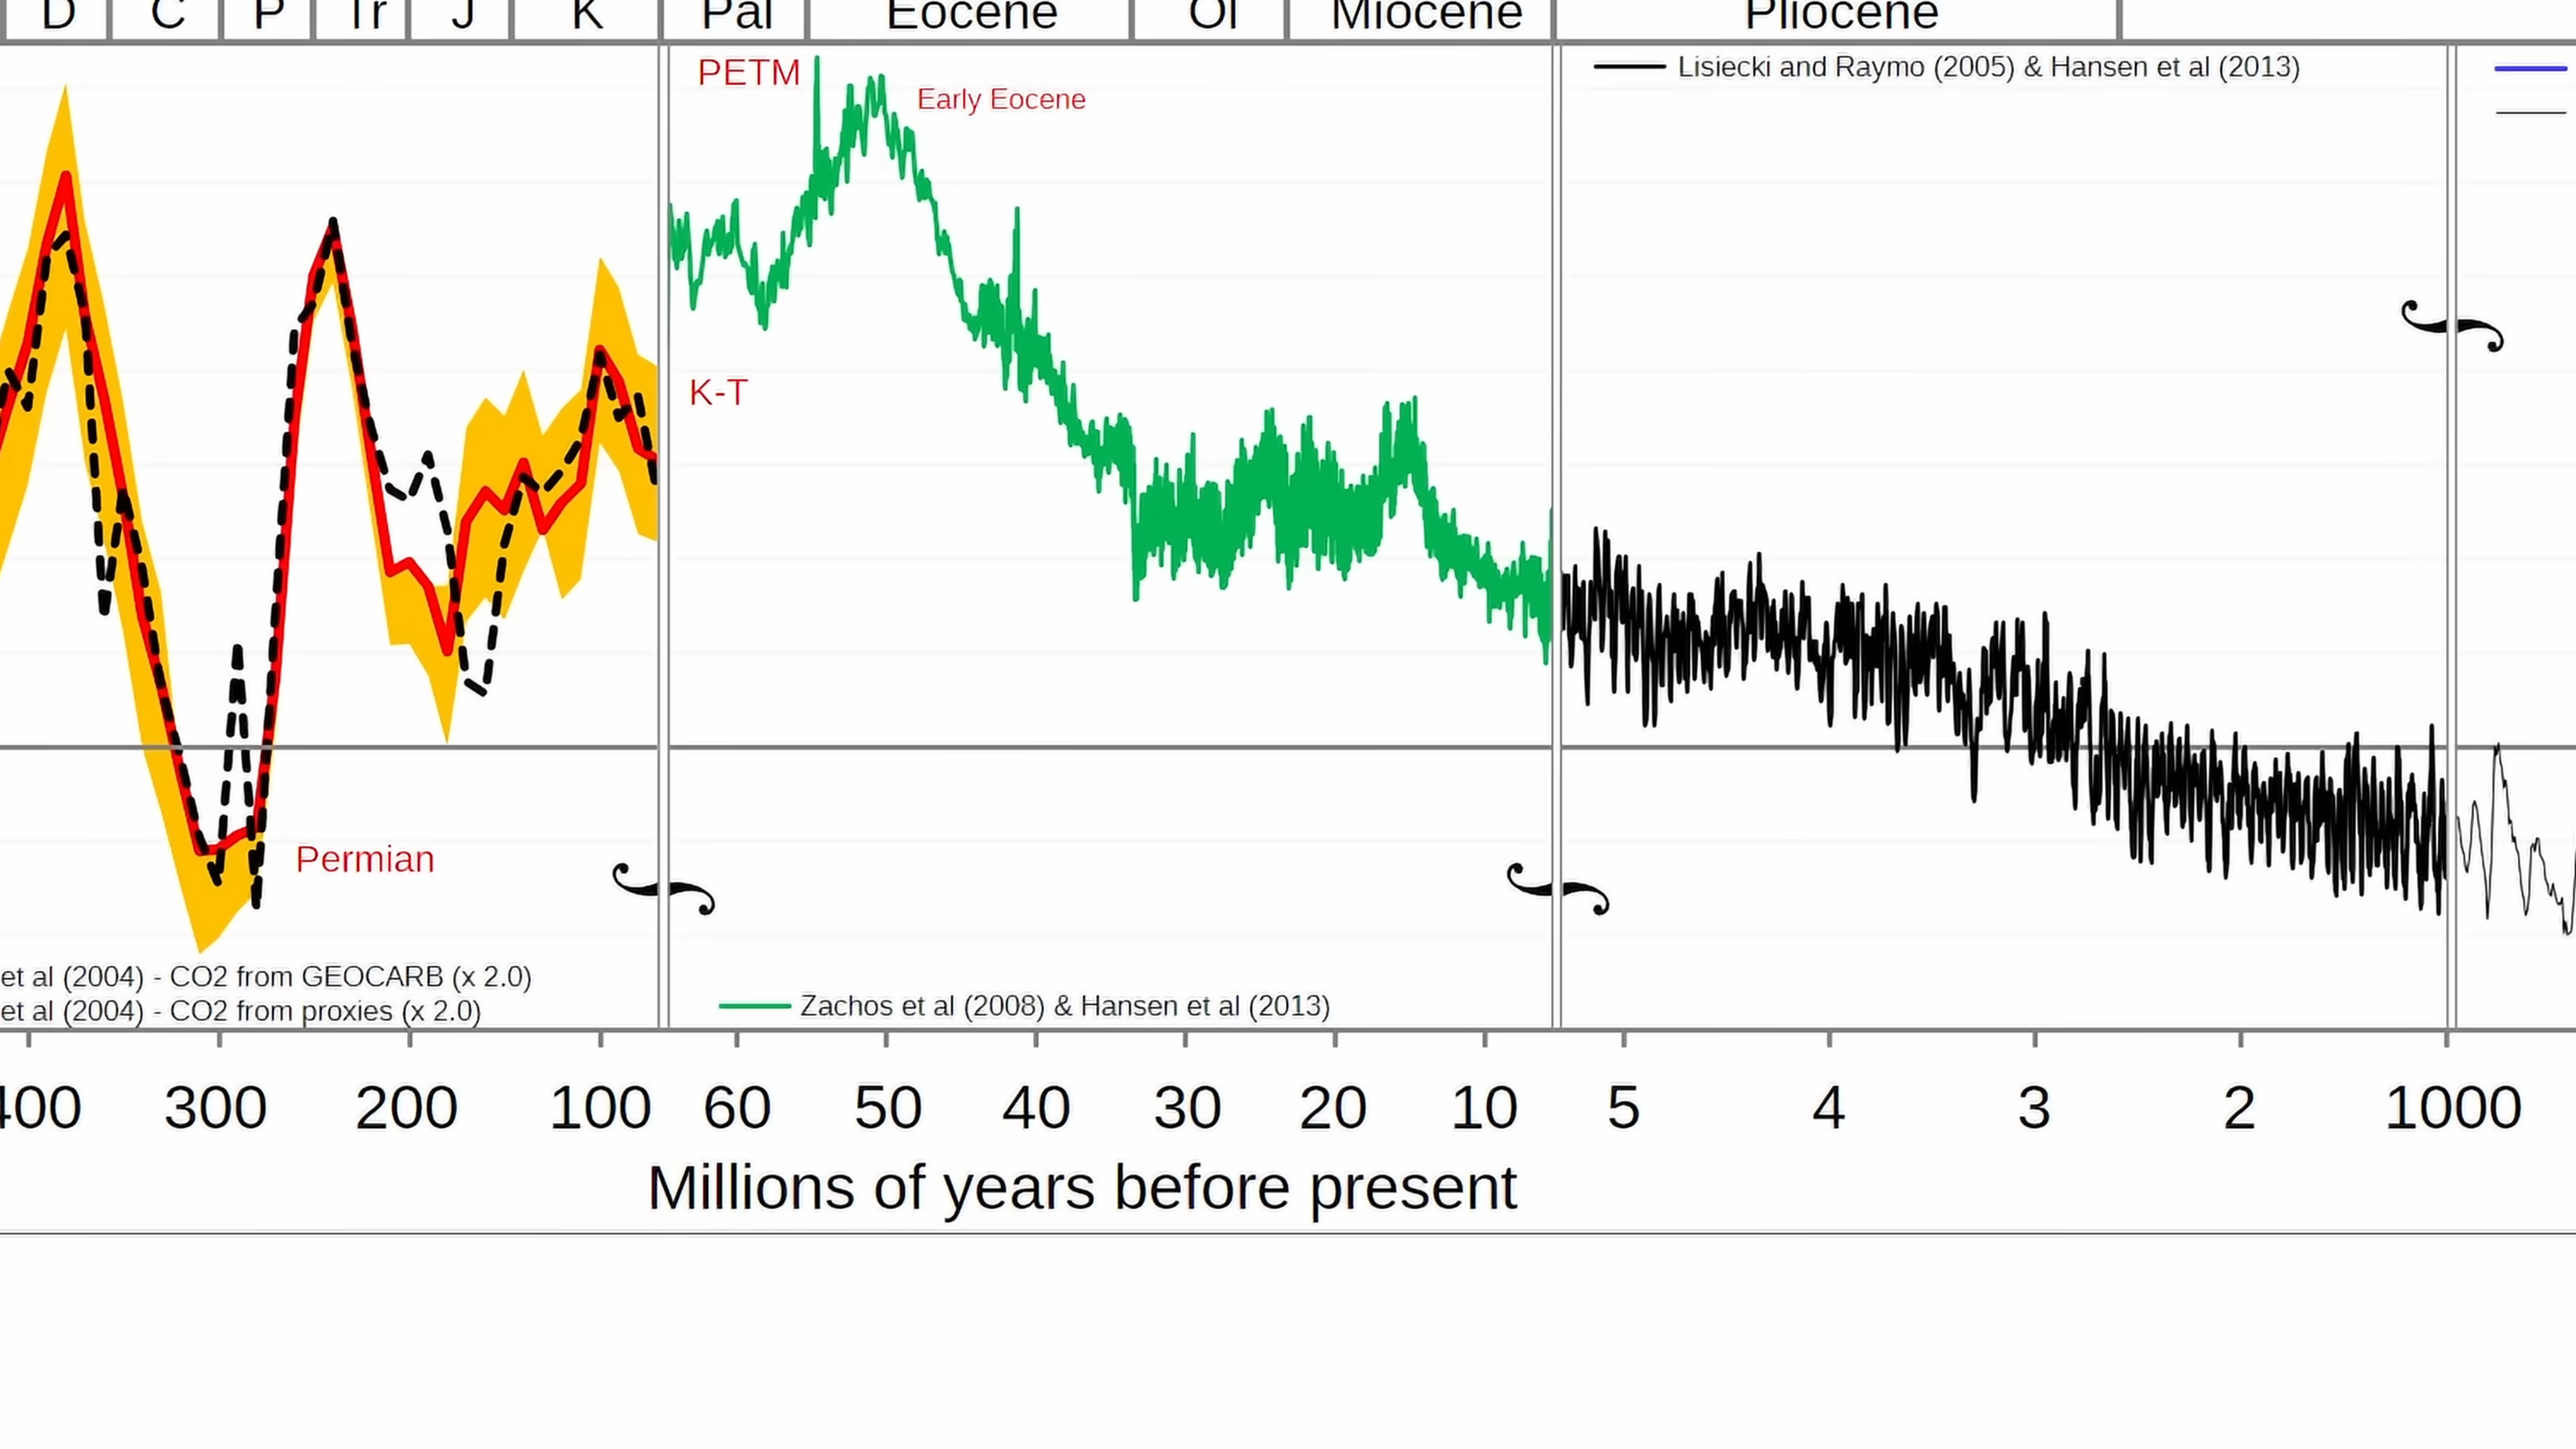 D C P Tr J K Pal Eocene Ol Miocene Pliocene
PETM
Early Eocene
K-T
Permian
Lisiecki and Raymo (2005) & Hansen et al (2013)
et al (2004) - CO2 from GEOCARB (x 2.0)
et al (2004) - CO2 from proxies (x 2.0)
Zachos et al (2008) & Hansen et al (2013)
400 300 200 100 60 50 40 30 20 10 5 4 3 2 1000
Millions of years before present